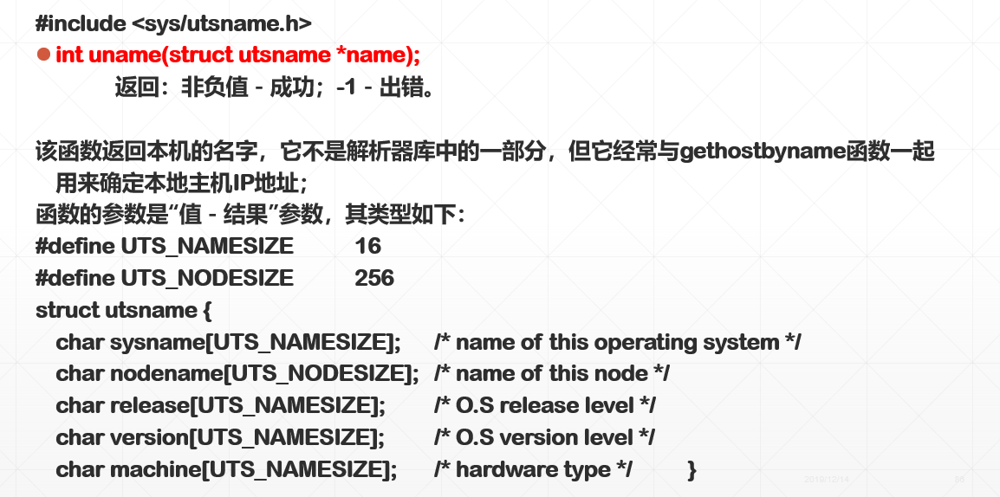 #include <sys/utsname.h>
int uname(struct utsname *name);
返回：非负值－成功；-1－出错。
该函数返回本机的名字，它不是解析器库中的一部分，但它经常与gethostbyname函数一起
用来确定本地主机IP地址；
函数的参数是“值－结果”参数，其类型如下：
#define UTS_NAMESIZE 16
#define UTS_NODESIZE 256
struct utsname {
char sysname[UTS_NAMESIZE]; /* name of this operating system */
char nodename[UTS_NODESIZE]; /* name of this node */
char release[UTS_NAMESIZE]; /* O.S release level */
char version[UTS_NAMESIZE]; /* O.S version level */
char machine[UTS_NAMESIZE]; /* hardware type */ }
2019/12/14